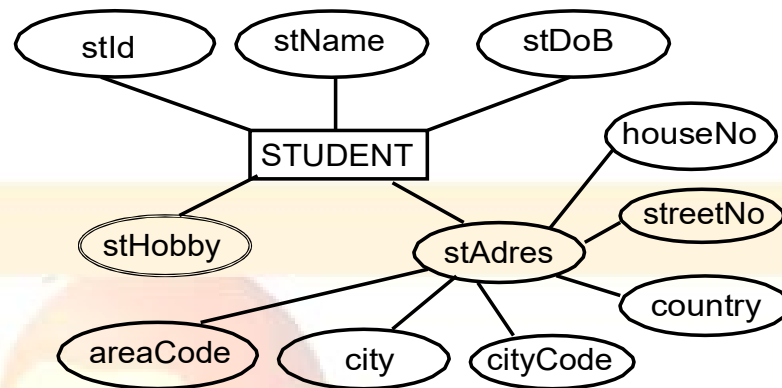 stId
stName
stDoB
STUDENT
houseNo
stHobby
stAdres
streetNo
country
areaCode
city
cityCode